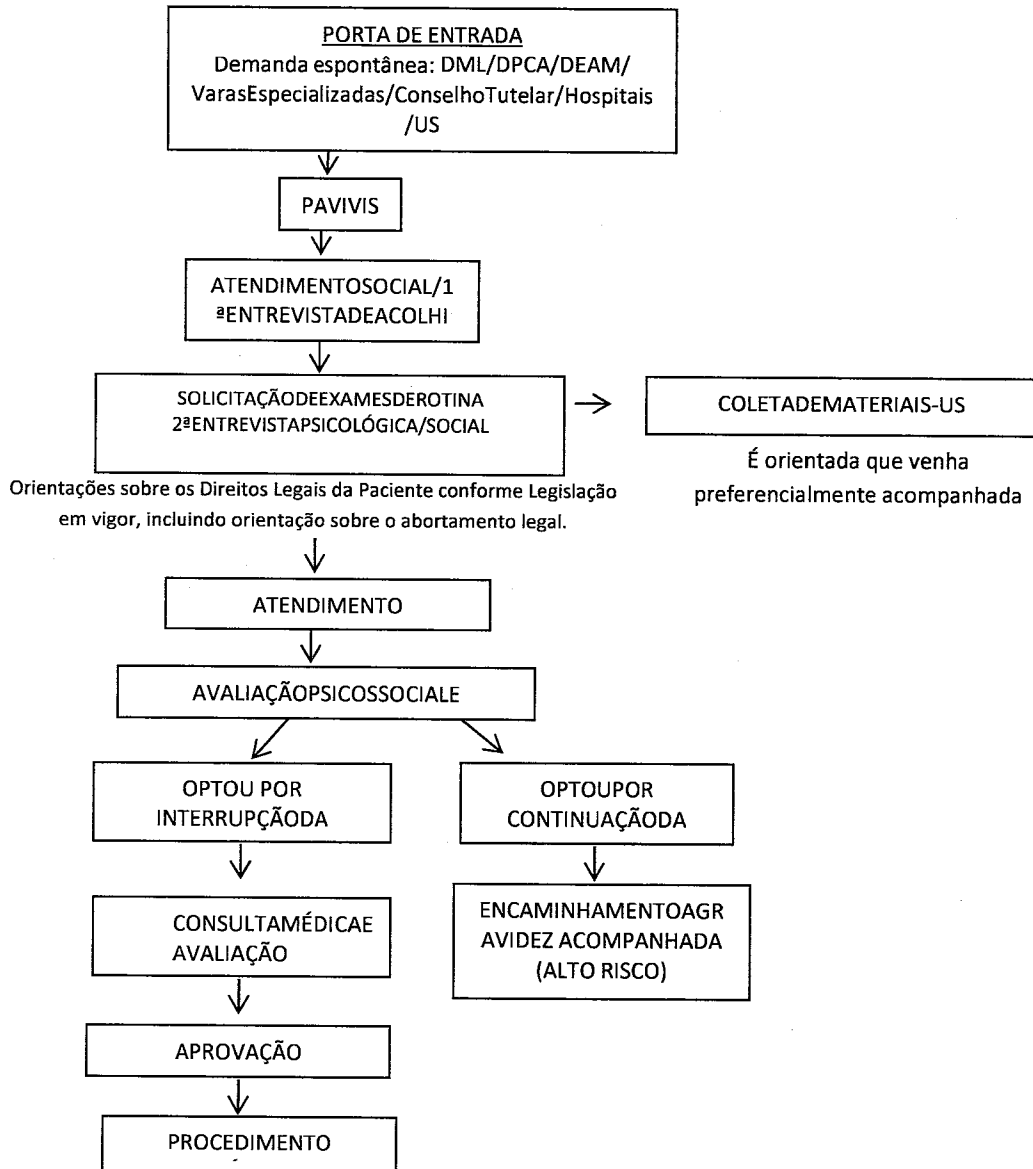 PORTA DE ENTRADA
Demanda espontânea: DML/DPCA/DEAM/
VarasEspecializadas/ConselhoTutelar/Hospitais
/US
PAVIVIS
ATENDIMENTOSOCIAL/1
ªENTREVISTADEACOLHI
SOLICITAÇÃODEEXAMESDEROTINA
2ªENTREVISTAPSICOLÓGICA/SOCIAL
COLETADEMATERIAIS-US
É orientada que venha
preferencialmente acompanhada
Orientações sobre os Direitos Legais da Paciente conforme Legislação
em vigor, incluindo orientação sobre o abortamento legal.
ATENDIMENTO
AVALIAÇÃOPSICOSSOCIALE
OPTOU POR
INTERRUPÇÃODA
OPTOUPOR
CONTINUAÇÃODA
CONSULTAMÉDICAE
AVALIAÇÃO
ENCAMINHAMENTOAGR
AVIDEZ ACOMPANHADA
(ALTO RISCO)
APROVAÇÃO
PROCEDIMENTO